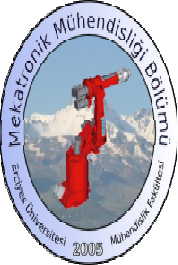 Mekatronik Mühendisliği Bölümü
Erciyes Üniversitesi
Mühendislik Fakültesi
2005